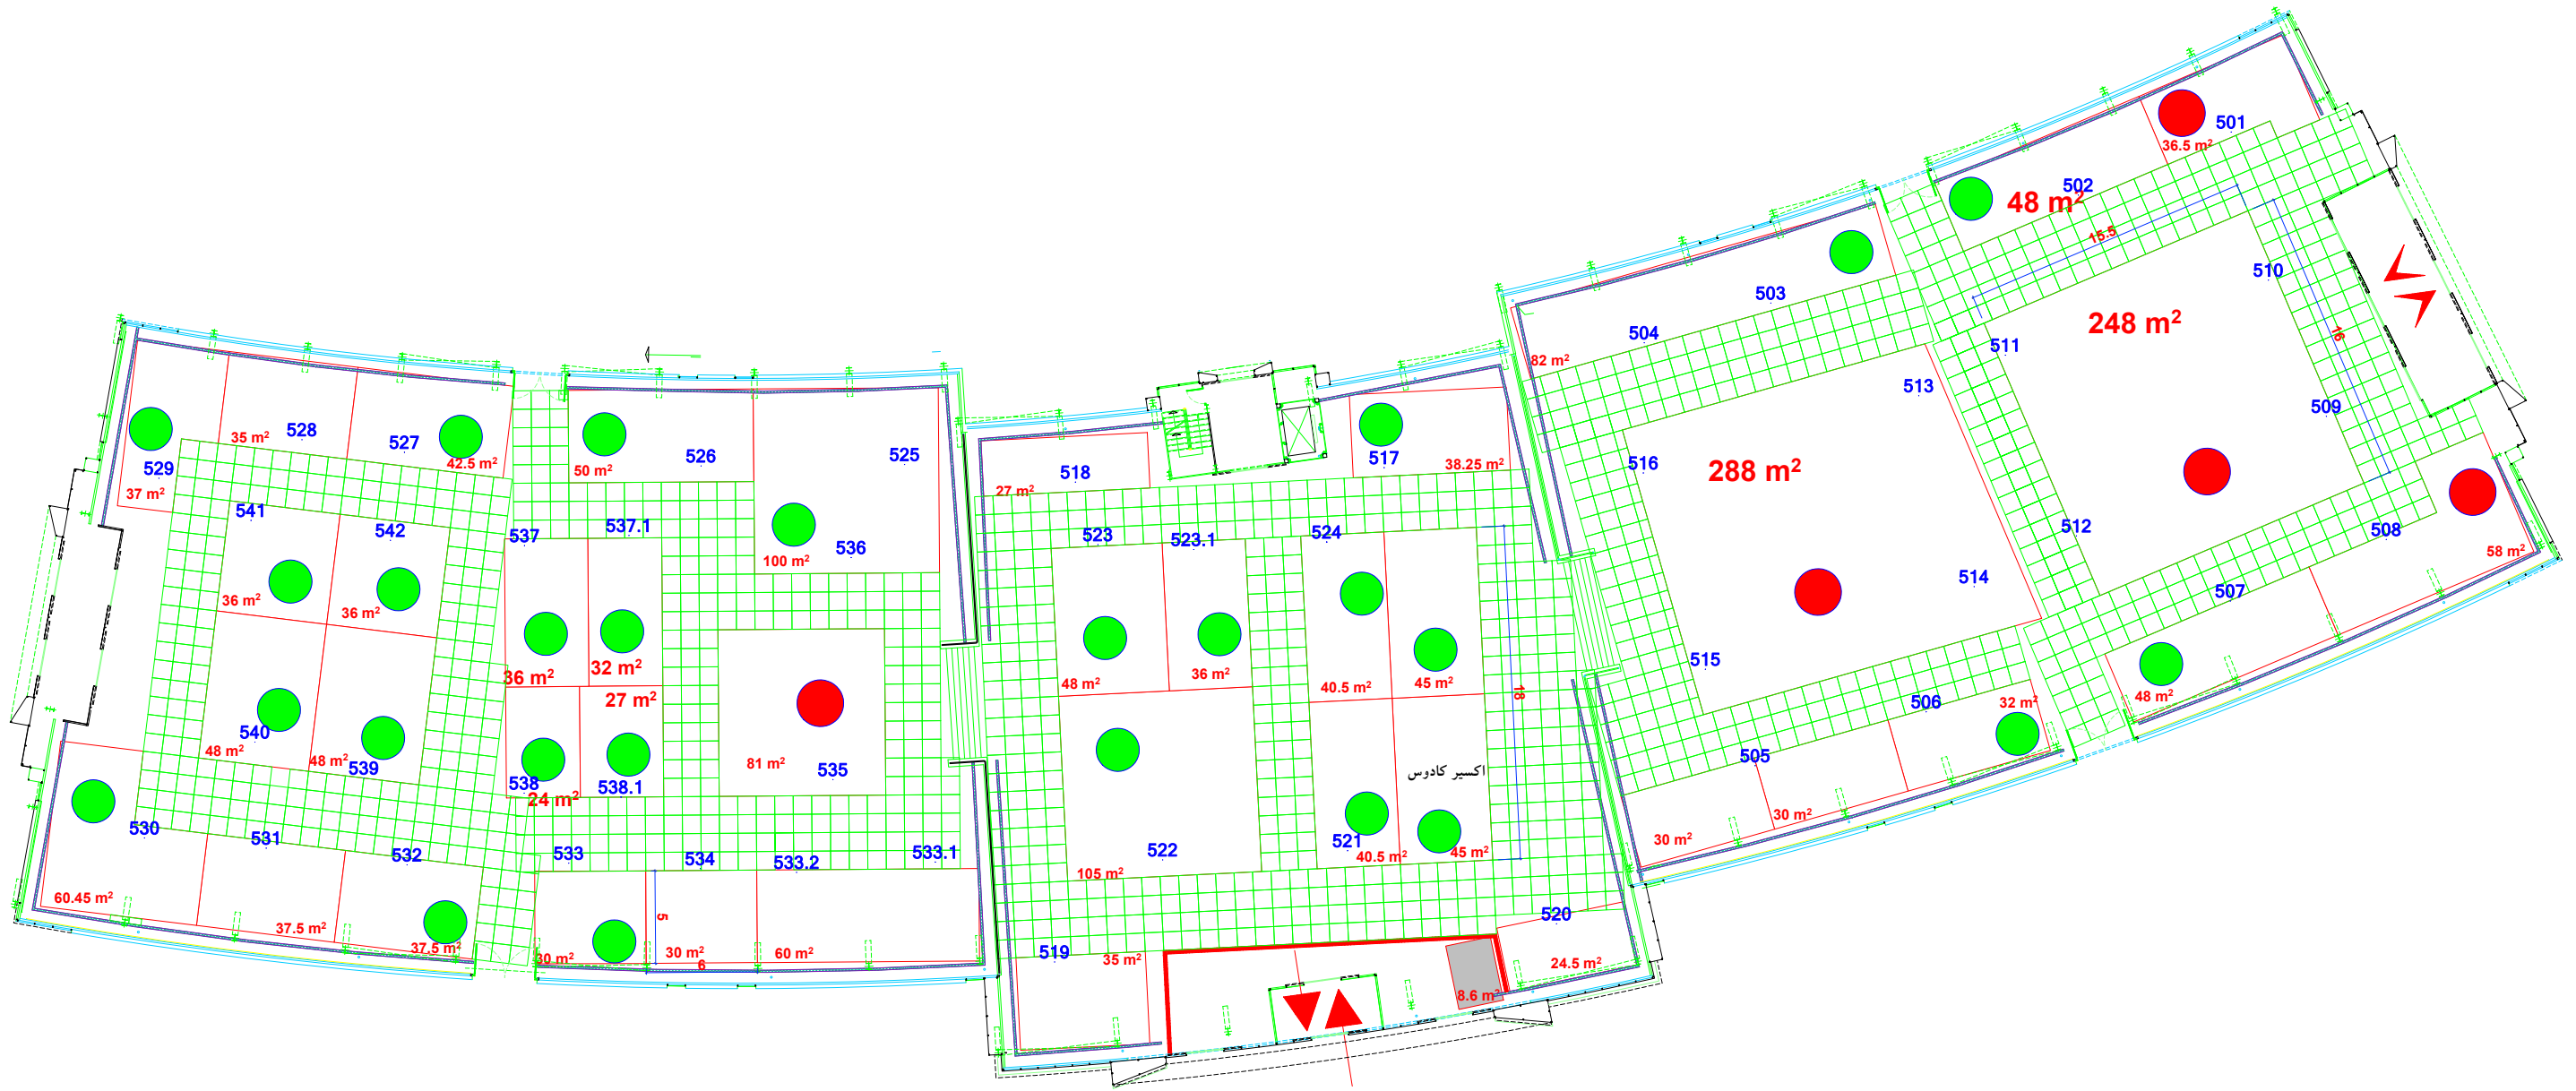 501
36.5 m²
502
48 m²
15.5
503
504
82 m²
510
511
248 m²
16
509
513
512
508
58 m²
507
48 m²
516
288 m²
514
515
506
32 m²
505
30 m²
30 m²
517
38.25 m²
518
27 m²
523
523.1
524
48 m²
36 m²
40.5 m²
45 m²
18
اکسیر کادوس
521
40.5 m²
45 m²
522
105 m²
520
24.5 m²
519
35 m²
8.6 m²
525
526
50 m²
536
100 m²
537
537.1
36 m²
32 m²
27 m²
538
538.1
24 m²
81 m²
535
533
534
533.2
533.1
30 m²
30 m²
60 m²
5
6
528
527
35 m²
42.5 m²
529
37 m²
541
542
36 m²
36 m²
540
48 m²
539
48 m²
530
531
532
60.45 m²
37.5 m²
37.5 m²